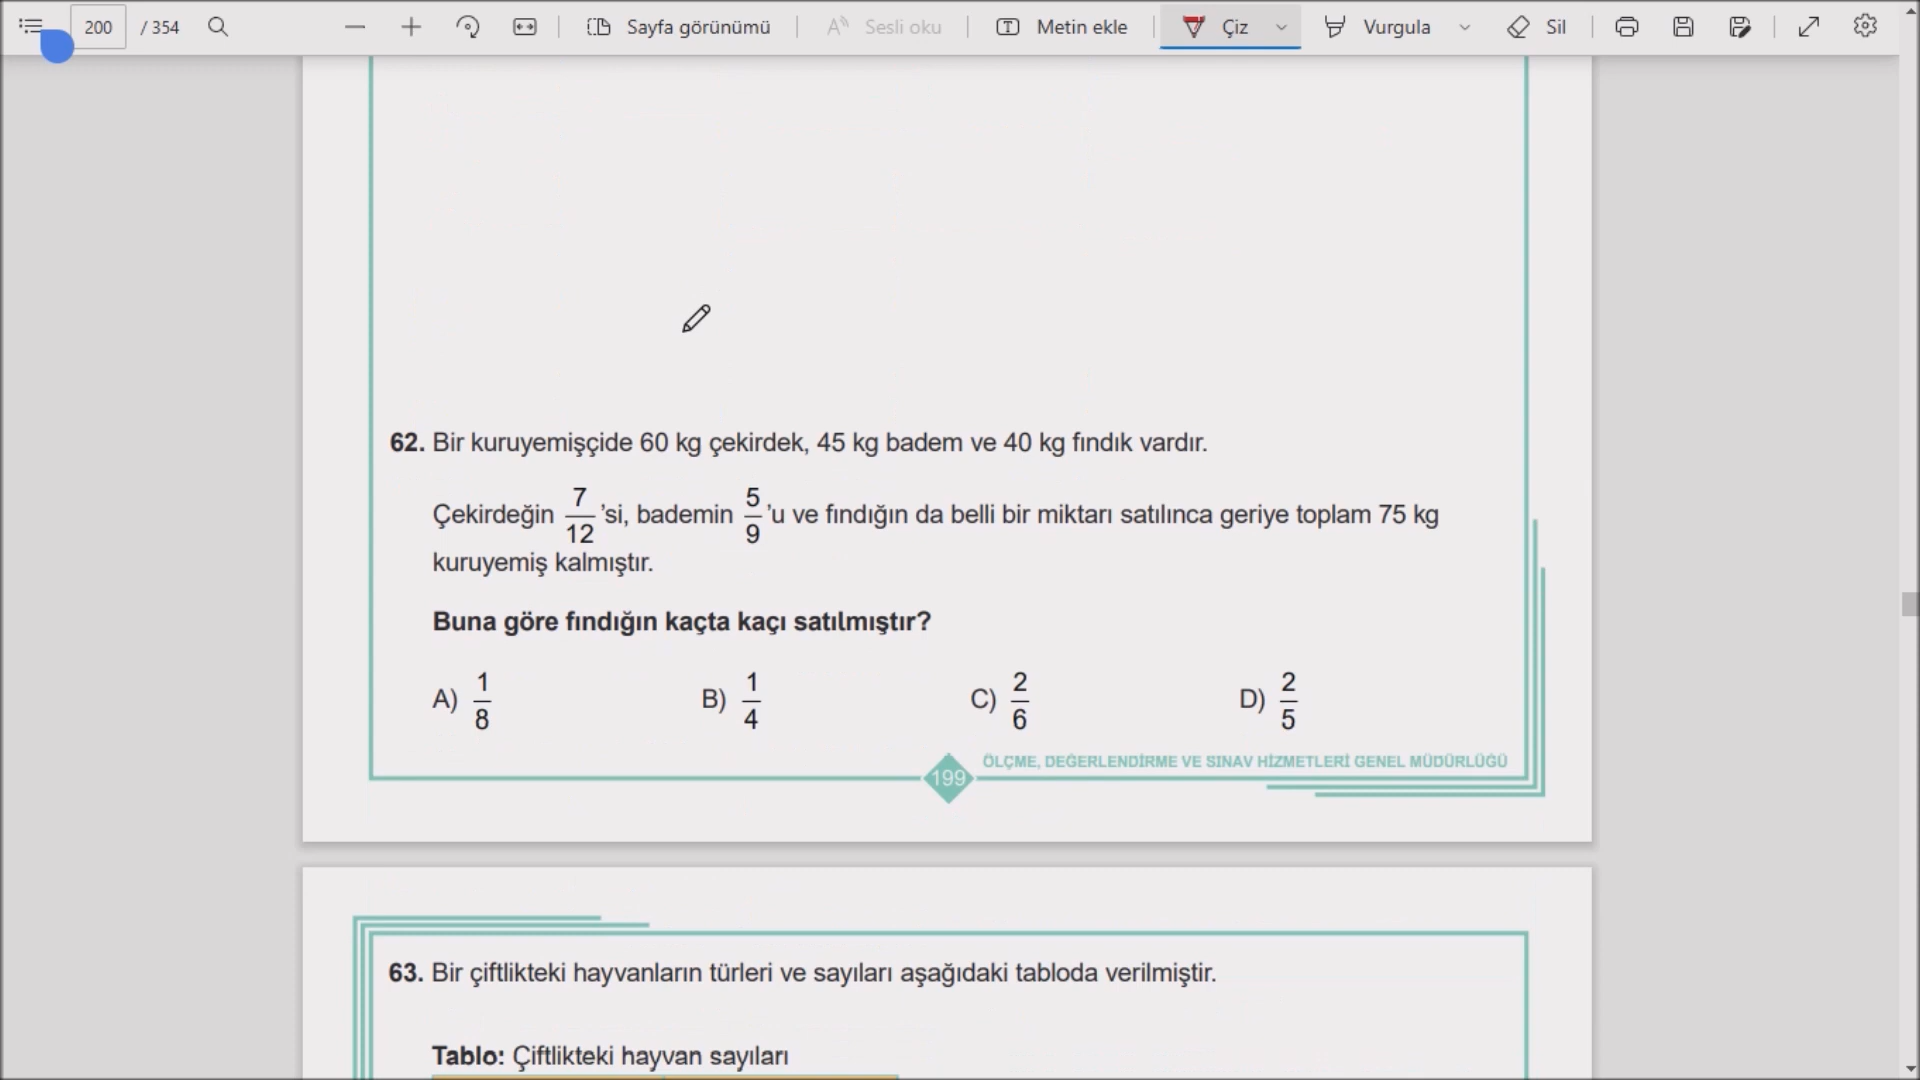 200 / 354 Sayfa görünümü Sesli oku Metin ekle Çiz Vurgula Sil
62. Bir kuruyemişçide 60 kg çekirdek, 45 kg badem ve 40 kg fındık vardır.
Çekirdeğin 7/12 'si, bademin 5/9 'u ve fındığın da belli bir miktarı satılınca geriye toplam 75 kg
kuruyemiş kalmıştır.
Buna göre fındığın kaçta kaçı satılmıştır?
A) 1/8 B) 1/4 C) 2/6 D) 2/5
ÖLÇME, DEĞERLENDİRME VE SINAV HİZMETLERİ GENEL MÜDÜRLÜĞÜ
199
63. Bir çiftlikteki hayvanların türleri ve sayıları aşağıdaki tabloda verilmiştir.
Tablo: Çiftlikteki hayvan sayıları